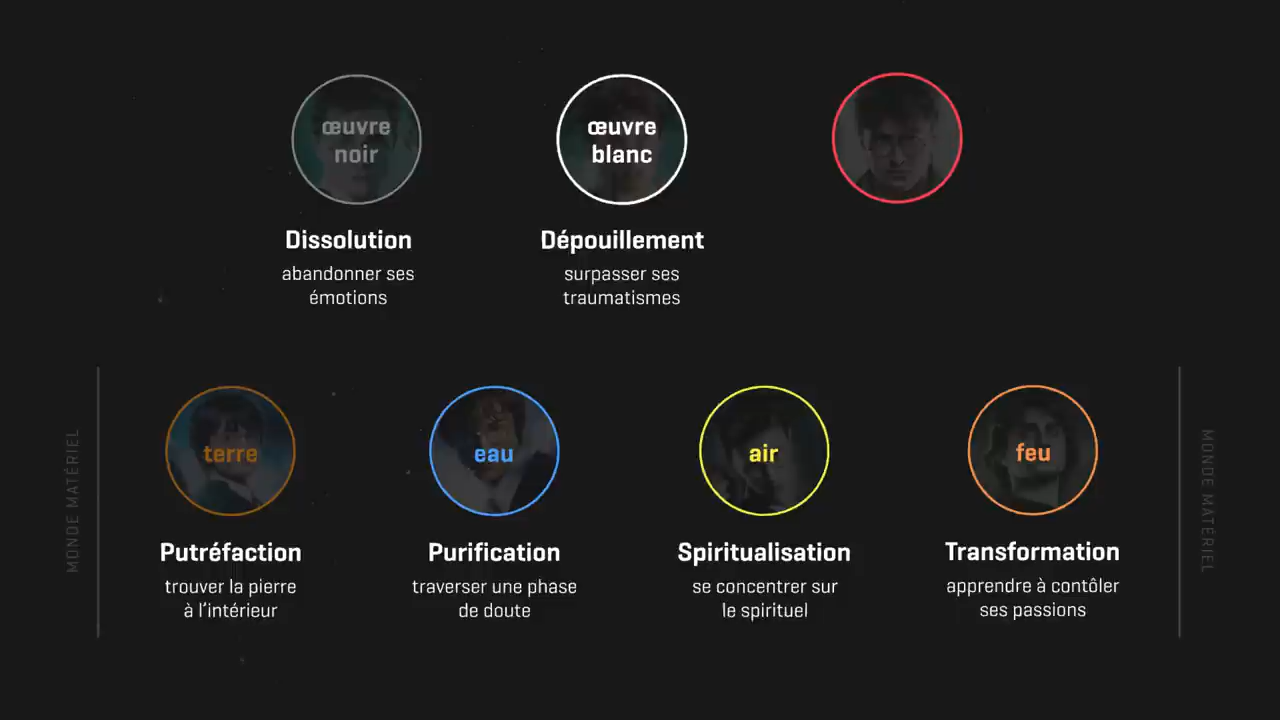 œuvre
noir
œuvre
blanc
Dissolution
abandonner ses
émotions
Dépouillement
surpasser ses
traumatismes
MONDE MATÉRIEL
terre
eau
air
feu
MONDE MATÉRIEL
Putréfaction
trouver la pierre
à l'intérieur
Purification
traverser une phase
de doute
Spiritualisation
se concentrer sur
le spirituel
Transformation
apprendre à contôler
ses passions